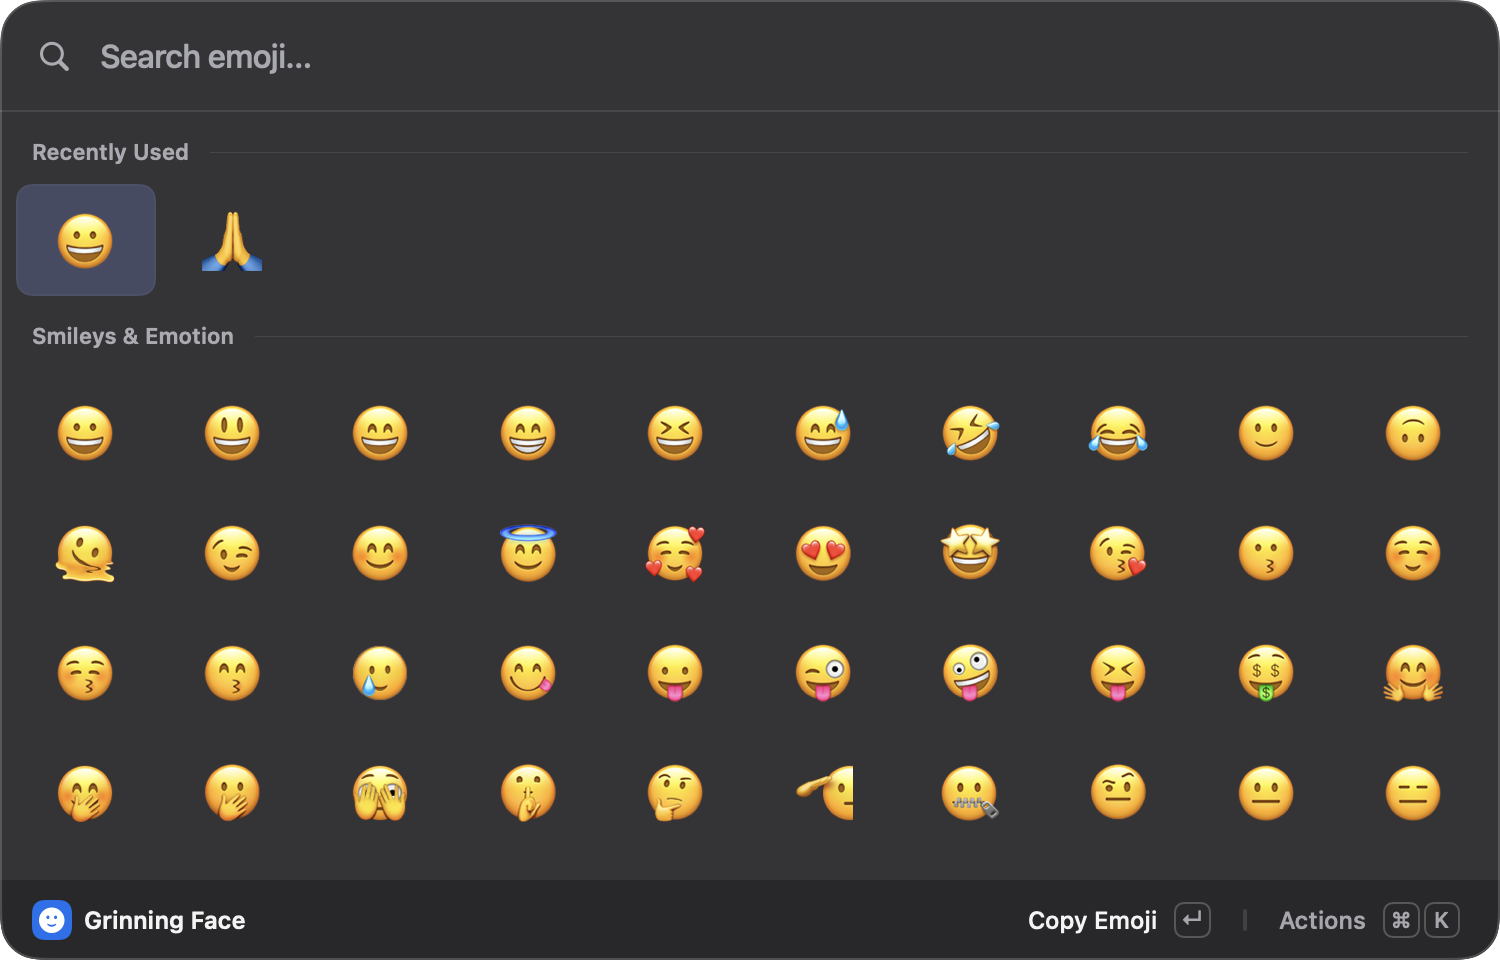 Search emoji...
Recently Used
Smileys & Emotion
Grinning Face
Copy Emoji ↵
Actions ⌘ K